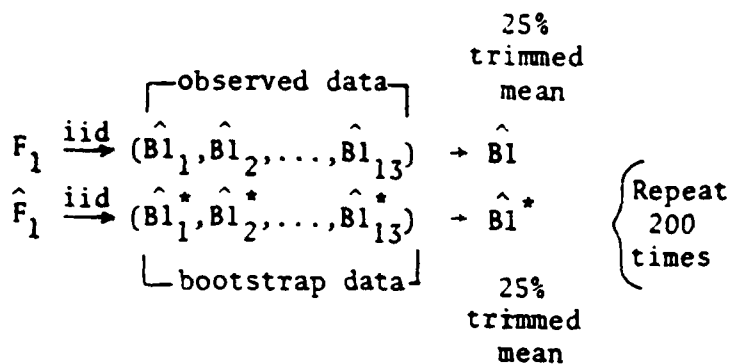 25%
trimmed
mean
observed data
F₁ iid→ (B̂1₁,B̂1₂,...,B̂1₁₃) → B̂1
F̂₁ iid→ (B̂1₁*,B̂1₂*,...,B̂1₁₃*) → B̂1*
Repeat
200
times
bootstrap data
25%
trimmed
mean